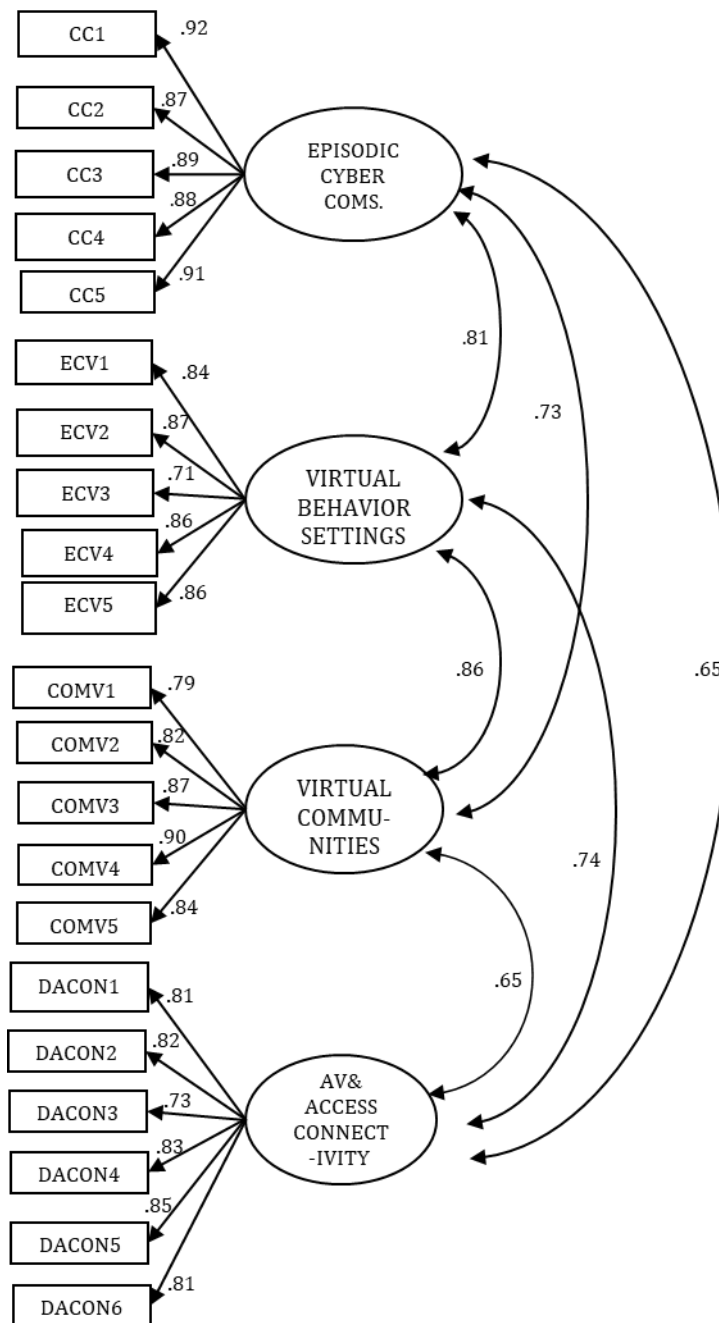 CC1
.92
CC2
.87
CC3
.89
CC4
.88
CC5
.91
EPISODIC
CYBER
COMS.
.81
.73
.65
ECV1
.84
ECV2
.87
ECV3
.71
ECV4
.86
ECV5
.86
VIRTUAL
BEHAVIOR
SETTINGS
.86
.74
COMV1
.79
COMV2
.82
COMV3
.87
COMV4
.90
COMV5
.84
VIRTUAL
COMMU-
NITIES
.65
DACON1
.81
DACON2
.82
DACON3
.73
DACON4
.83
DACON5
.85
DACON6
.81
AV&
ACCESS
CONNECT
-IVITY